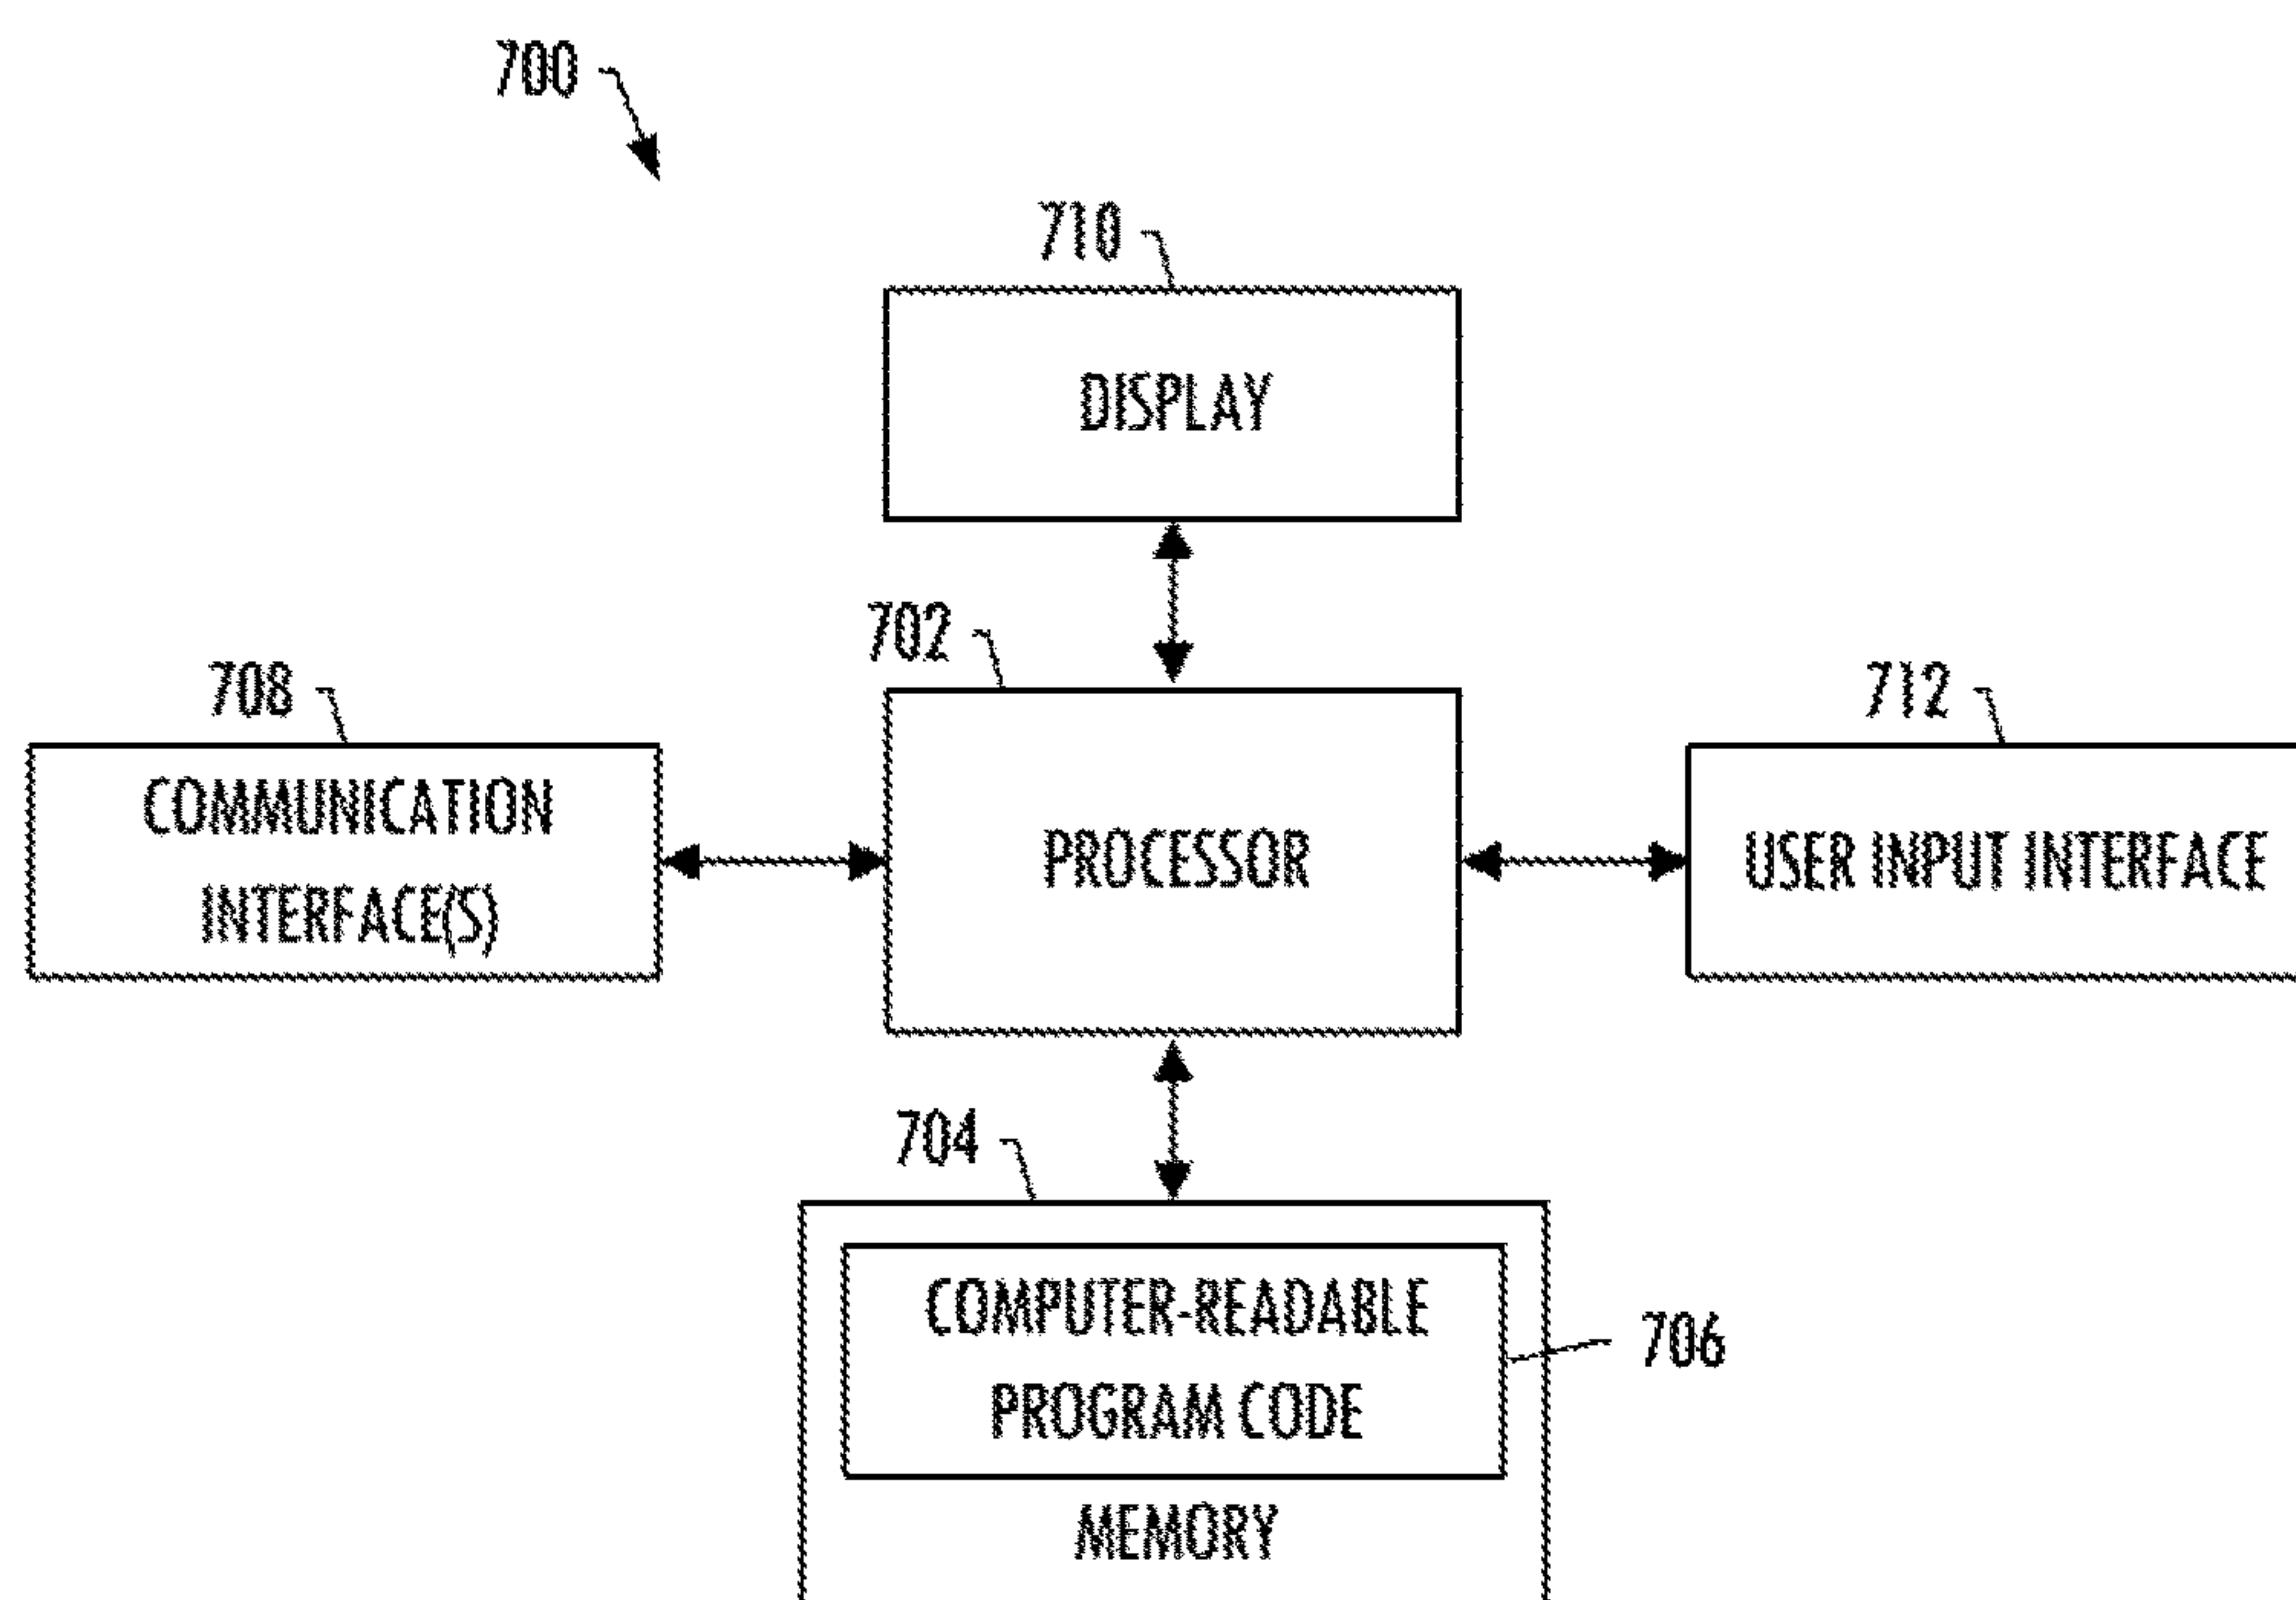 700
710
DISPLAY
702
708
712
COMMUNICATION
INTERFACE(S)
PROCESSOR
USER INPUT INTERFACE
704
COMPUTER-READABLE
PROGRAM CODE
706
MEMORY